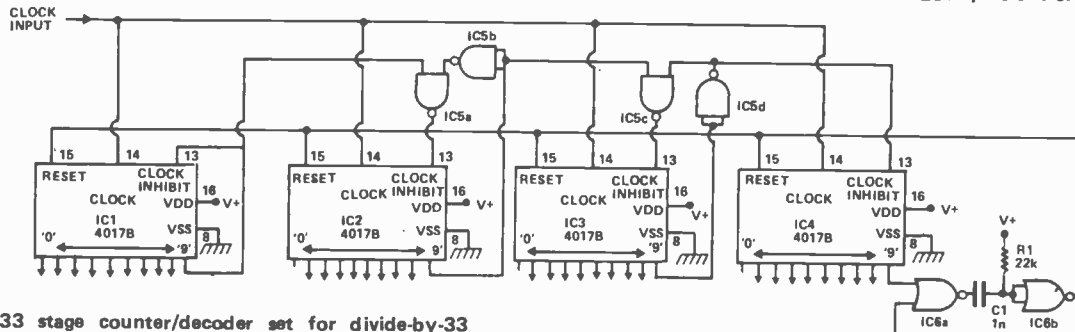 CLOCK
INPUT
IC5b
IC5a
IC5c
IC5d
15 14 13
RESET CLOCK
INHIBIT
CLOCK
VDD
16
V+
IC1
4017B
VSS
8
'0' '9'
15 14 13
RESET CLOCK
INHIBIT
CLOCK
VDD
16
V+
IC2
4017B
VSS
8
'0' 9'
15 14 13
RESET CLOCK
INHIBIT
CLOCK
VDD
16
V+
IC3
4017B
VSS
8
'0' '9'
15 14 13
RESET CLOCK
INHIBIT
CLOCK
VDD
16
V+
IC4
4017B
VSS
8
'0' '9'
V+
R1
22k
C1
1n
IC6a
IC6b
33 stage counter/decoder set for divide-by-33